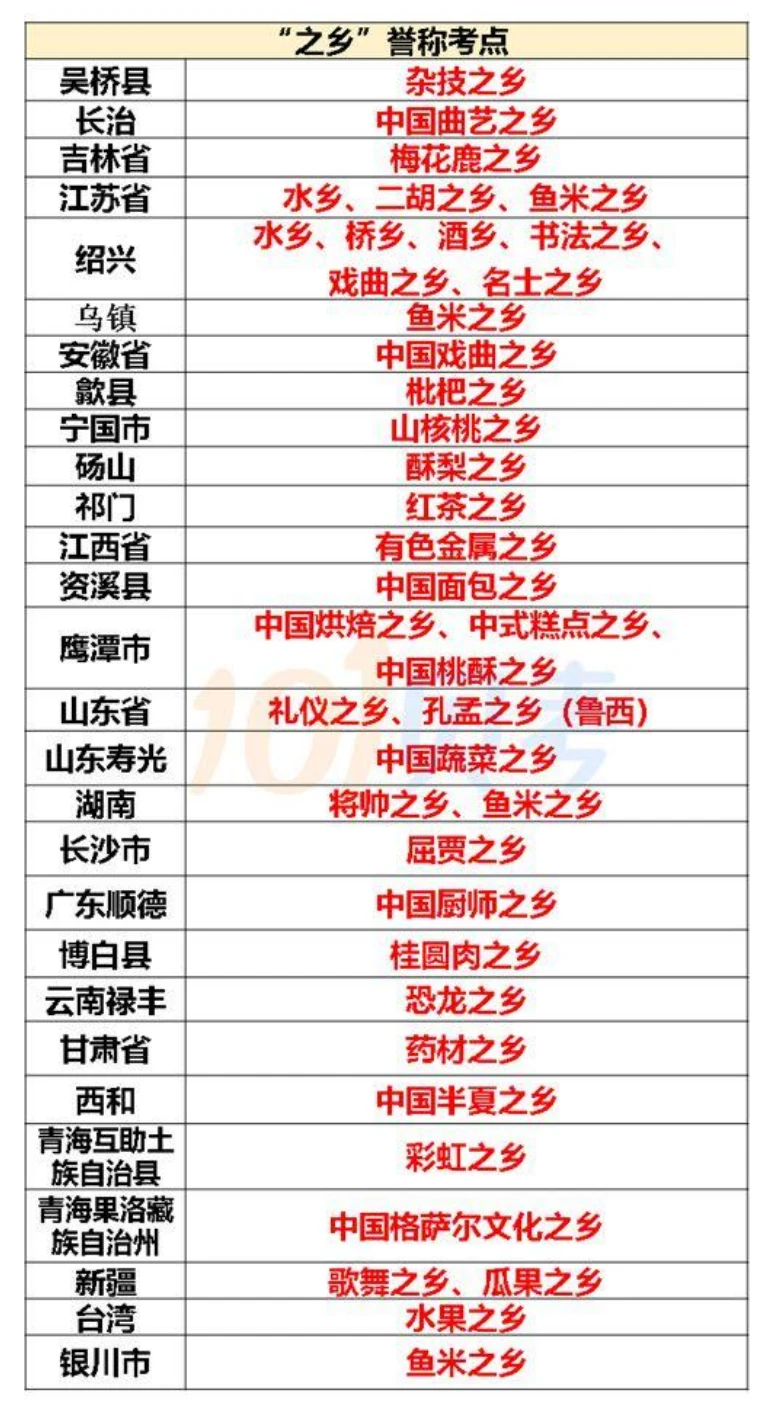 “之乡”誉称考点
吴桥县 杂技之乡
长治 中国曲艺之乡
吉林省 梅花鹿之乡
江苏省 水乡、二胡之乡、鱼米之乡
绍兴 水乡、桥乡、酒乡、书法之乡、
戏曲之乡、名士之乡
乌镇 鱼米之乡
安徽省 中国戏曲之乡
歙县 枇杷之乡
宁国市 山核桃之乡
砀山 酥梨之乡
祁门 红茶之乡
江西省 有色金属之乡
资溪县 中国面包之乡
鹰潭市 中国烘焙之乡、中式糕点之乡、
中国桃酥之乡
山东省 礼仪之乡、孔孟之乡（鲁西）
山东寿光 中国蔬菜之乡
湖南 将帅之乡、鱼米之乡
长沙市 屈贾之乡
广东顺德 中国厨师之乡
博白县 桂圆肉之乡
云南禄丰 恐龙之乡
甘肃省 药材之乡
西和 中国半夏之乡
青海互助土
族自治县 彩虹之乡
青海果洛藏
族自治州 中国格萨尔文化之乡
新疆 歌舞之乡、瓜果之乡
台湾 水果之乡
银川市 鱼米之乡